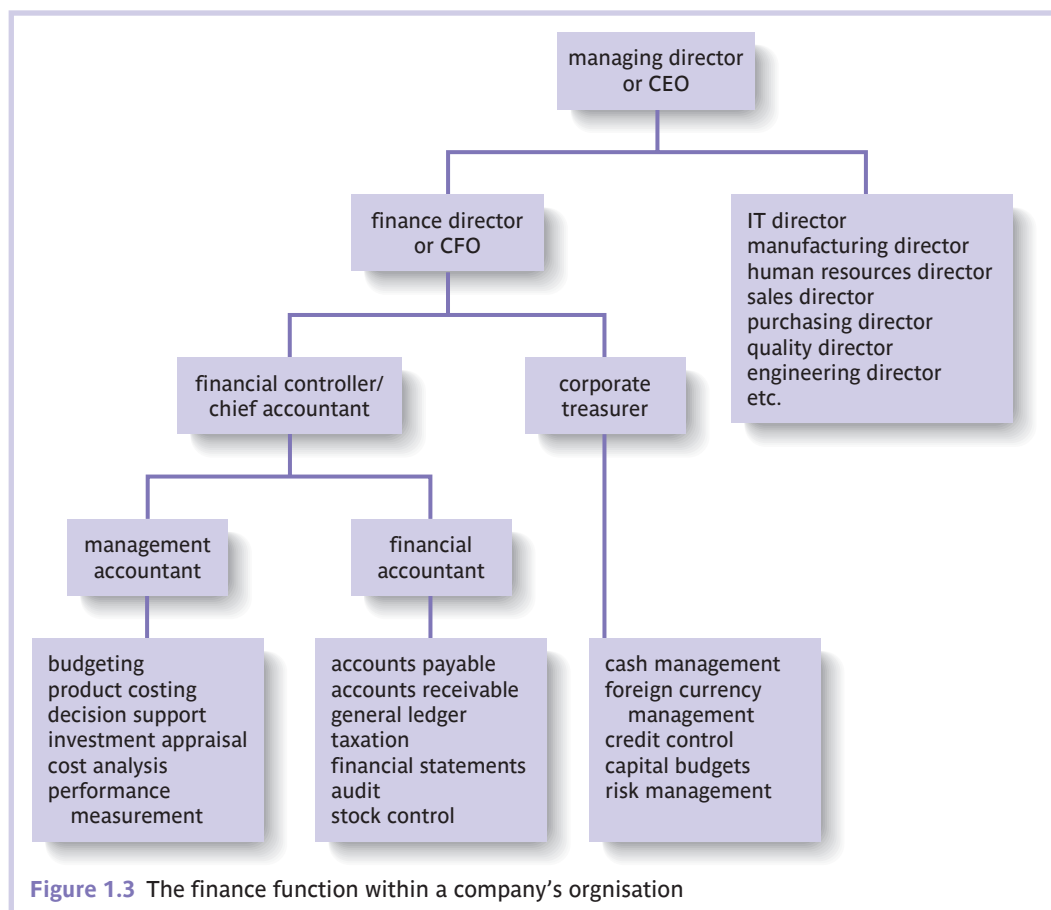 managing director
or CEO
finance director
or CFO
IT director
manufacturing director
human resources director
sales director
purchasing director
quality director
engineering director
etc.
financial controller/
chief accountant
corporate
treasurer
management
accountant
financial
accountant
budgeting
product costing
decision support
investment appraisal
cost analysis
performance
measurement
accounts payable
accounts receivable
general ledger
taxation
financial statements
audit
stock control
cash management
foreign currency
management
credit control
capital budgets
risk management
Figure 1.3 The finance function within a company's orgnisation